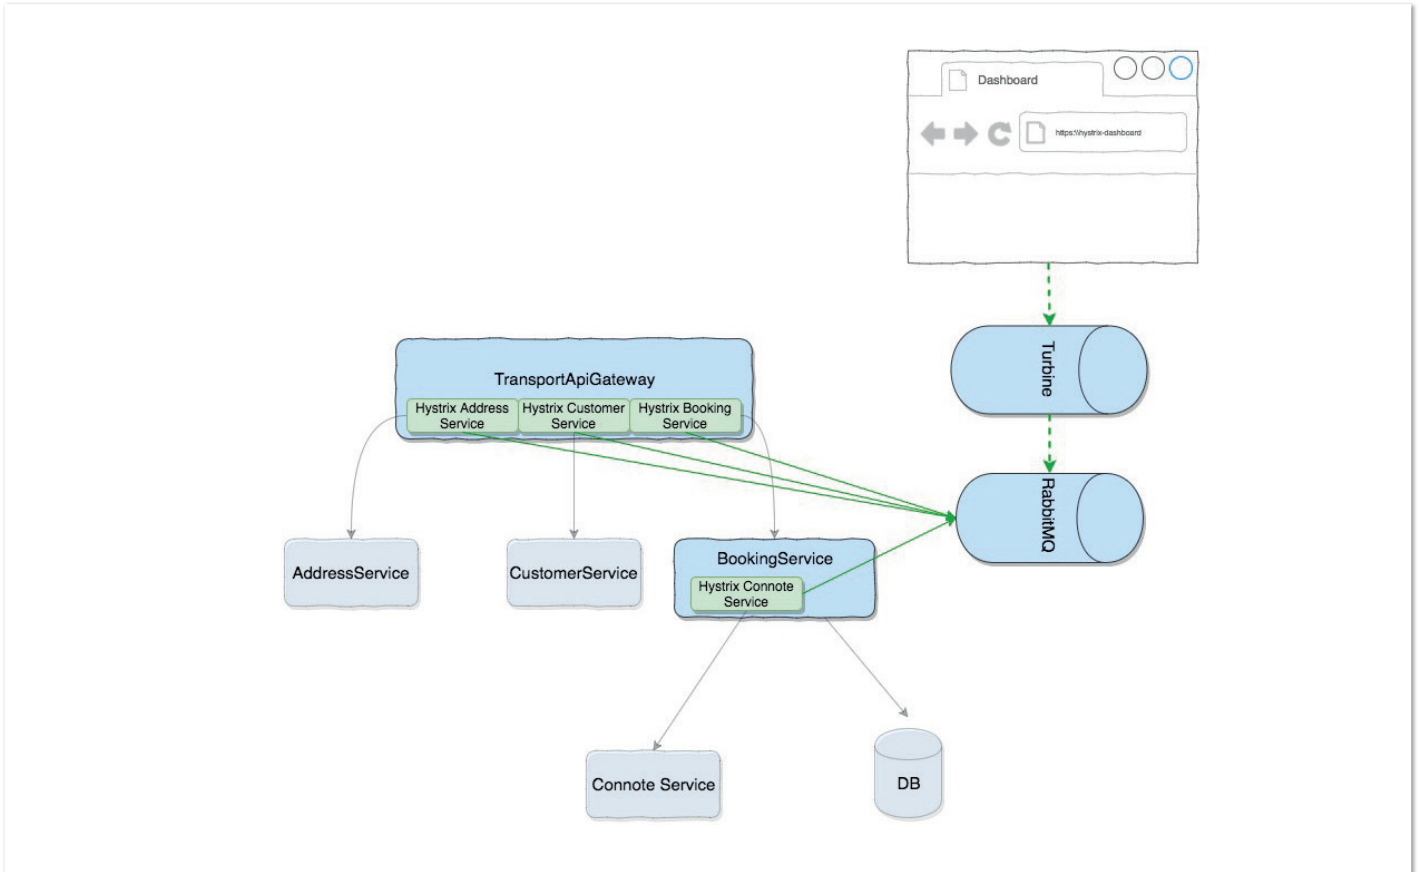 Dashboard
https:\\hystrix-dashboard
Turbine
TransportApiGateway
Hystrix Address
Service
Hystrix Customer
Service
Hystrix Booking
Service
RabbitMQ
AddressService
CustomerService
BookingService
Hystrix Connote
Service
Connote Service
DB